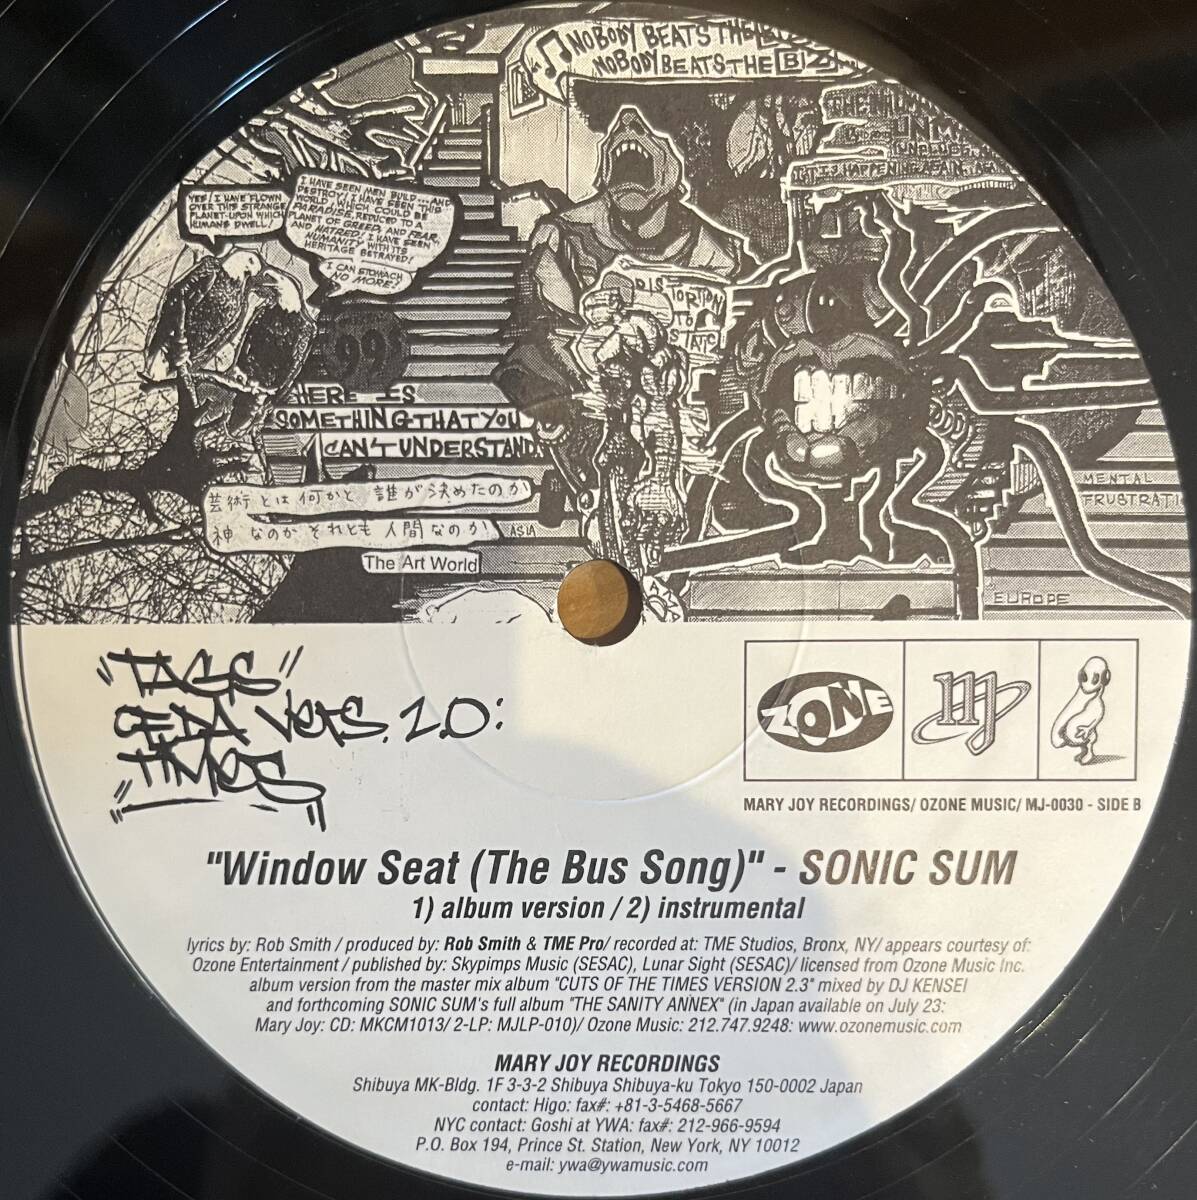 NOBODY BEATS THE
NOBODY BEATS THE B
YES! I HAVE FLOWN
OVER THIS STRANGE
PLANET-UPON WHICH
HUMANS DWELL!
I HAVE SEEN MEN BUILD...AND
DESTROY! I HAVE SEEN THIS
WORLD, WHICH COULD BE
PARADISE, REDUCED TO A
PLANET OF GREED, AND FEAR,
AND HATRED! I HAVE SEEN
HUMANITY WITH ITS
HERITAGE BETRAYED!
I CAN STOMACH
NO MORE!
IT IS HAPPENING AGAIN.
99
HERE IS
SOMETHING THAT YOU
CAN'T UNDERSTAND
芸術とは何かと誰が決めたのか
神なのかそれとも人間なのか
ASIA
The Art World
MENTAL
FRUSTRATI
EUROPE
"TAGS
OF DA Vers. 1.0:
TIMES"
OZONE
mj
MARY JOY RECORDINGS/ OZONE MUSIC/ MJ-0030 - SIDE B
"Window Seat (The Bus Song)" - SONIC SUM
1) album version / 2) instrumental
lyrics by: Rob Smith / produced by: Rob Smith & TME Pro/ recorded at: TME Studios, Bronx, NY/ appears courtesy of:
Ozone Entertainment / published by: Skypimps Music (SESAC), Lunar Sight (SESAC)/ licensed from Ozone Music Inc.
album version from the master mix album "CUTS OF THE TIMES VERSION 2.3" mixed by DJ KENSEI
and forthcoming SONIC SUM's full album "THE SANITY ANNEX" (in Japan available on July 23:
Mary Joy: CD: MKCM1013/ 2-LP: MJLP-010)/ Ozone Music: 212.747.9248: www.ozonemusic.com
MARY JOY RECORDINGS
Shibuya MK-Bldg. 1F 3-3-2 Shibuya Shibuya-ku Tokyo 150-0002 Japan
contact: Higo: fax#: +81-3-5468-5667
NYC contact: Goshi at YWA: fax#: 212-966-9594
P.O. Box 194, Prince St. Station, New York, NY 10012
e-mail: ywa@ywamusic.com